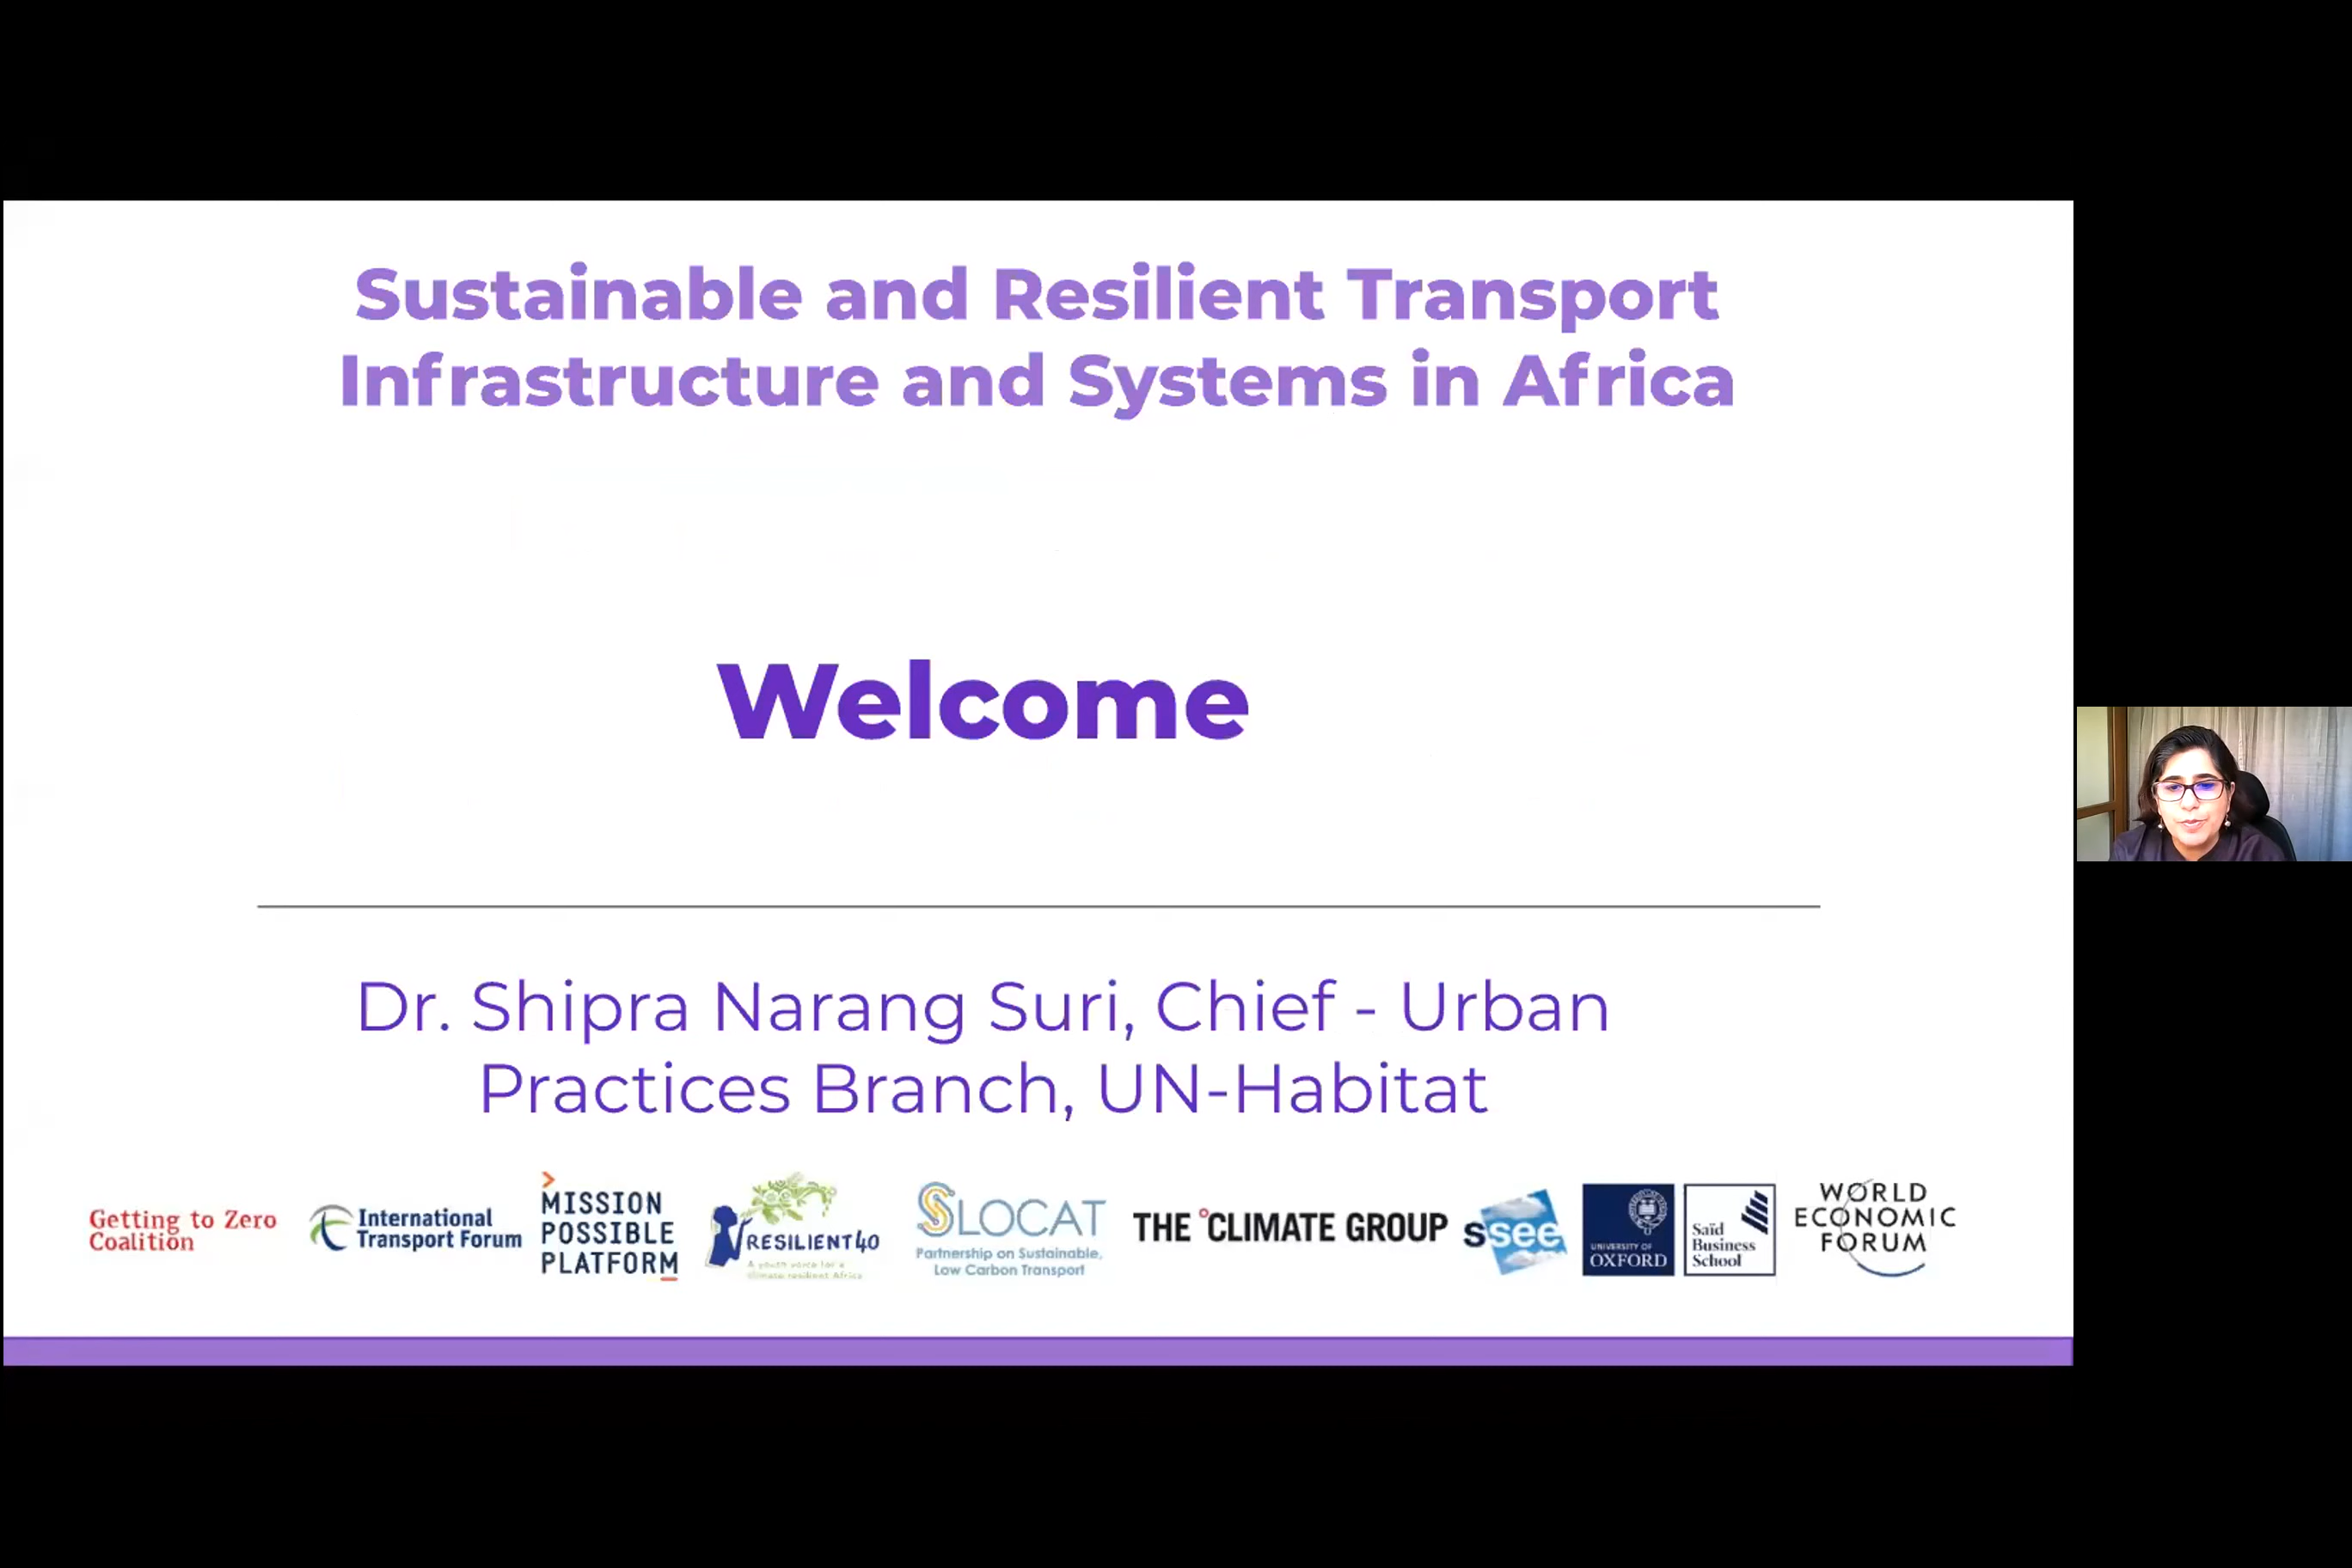 Sustainable and Resilient Transport
Infrastructure and Systems in Africa
Welcome
Dr. Shipra Narang Suri, Chief - Urban
Practices Branch, UN-Habitat
Getting to Zero
Coalition
International
Transport Forum
MISSION
POSSIBLE
PLATFORM
RESILIENT40
A youth voice for a
climate resilient Africa
SLOCAT
Partnership on Sustainable,
Low Carbon Transport
THE °CLIMATE GROUP
ssee
UNIVERSITY OF
OXFORD
Saïd
Business
School
WORLD
ECONOMIC
FORUM